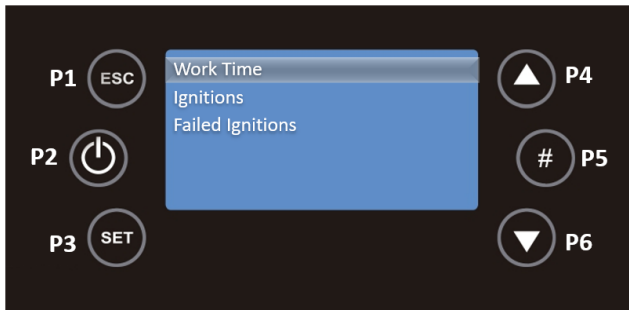 P1 ESC
P2
P3 SET
Work Time
Ignitions
Failed Ignitions
P4
# P5
P6